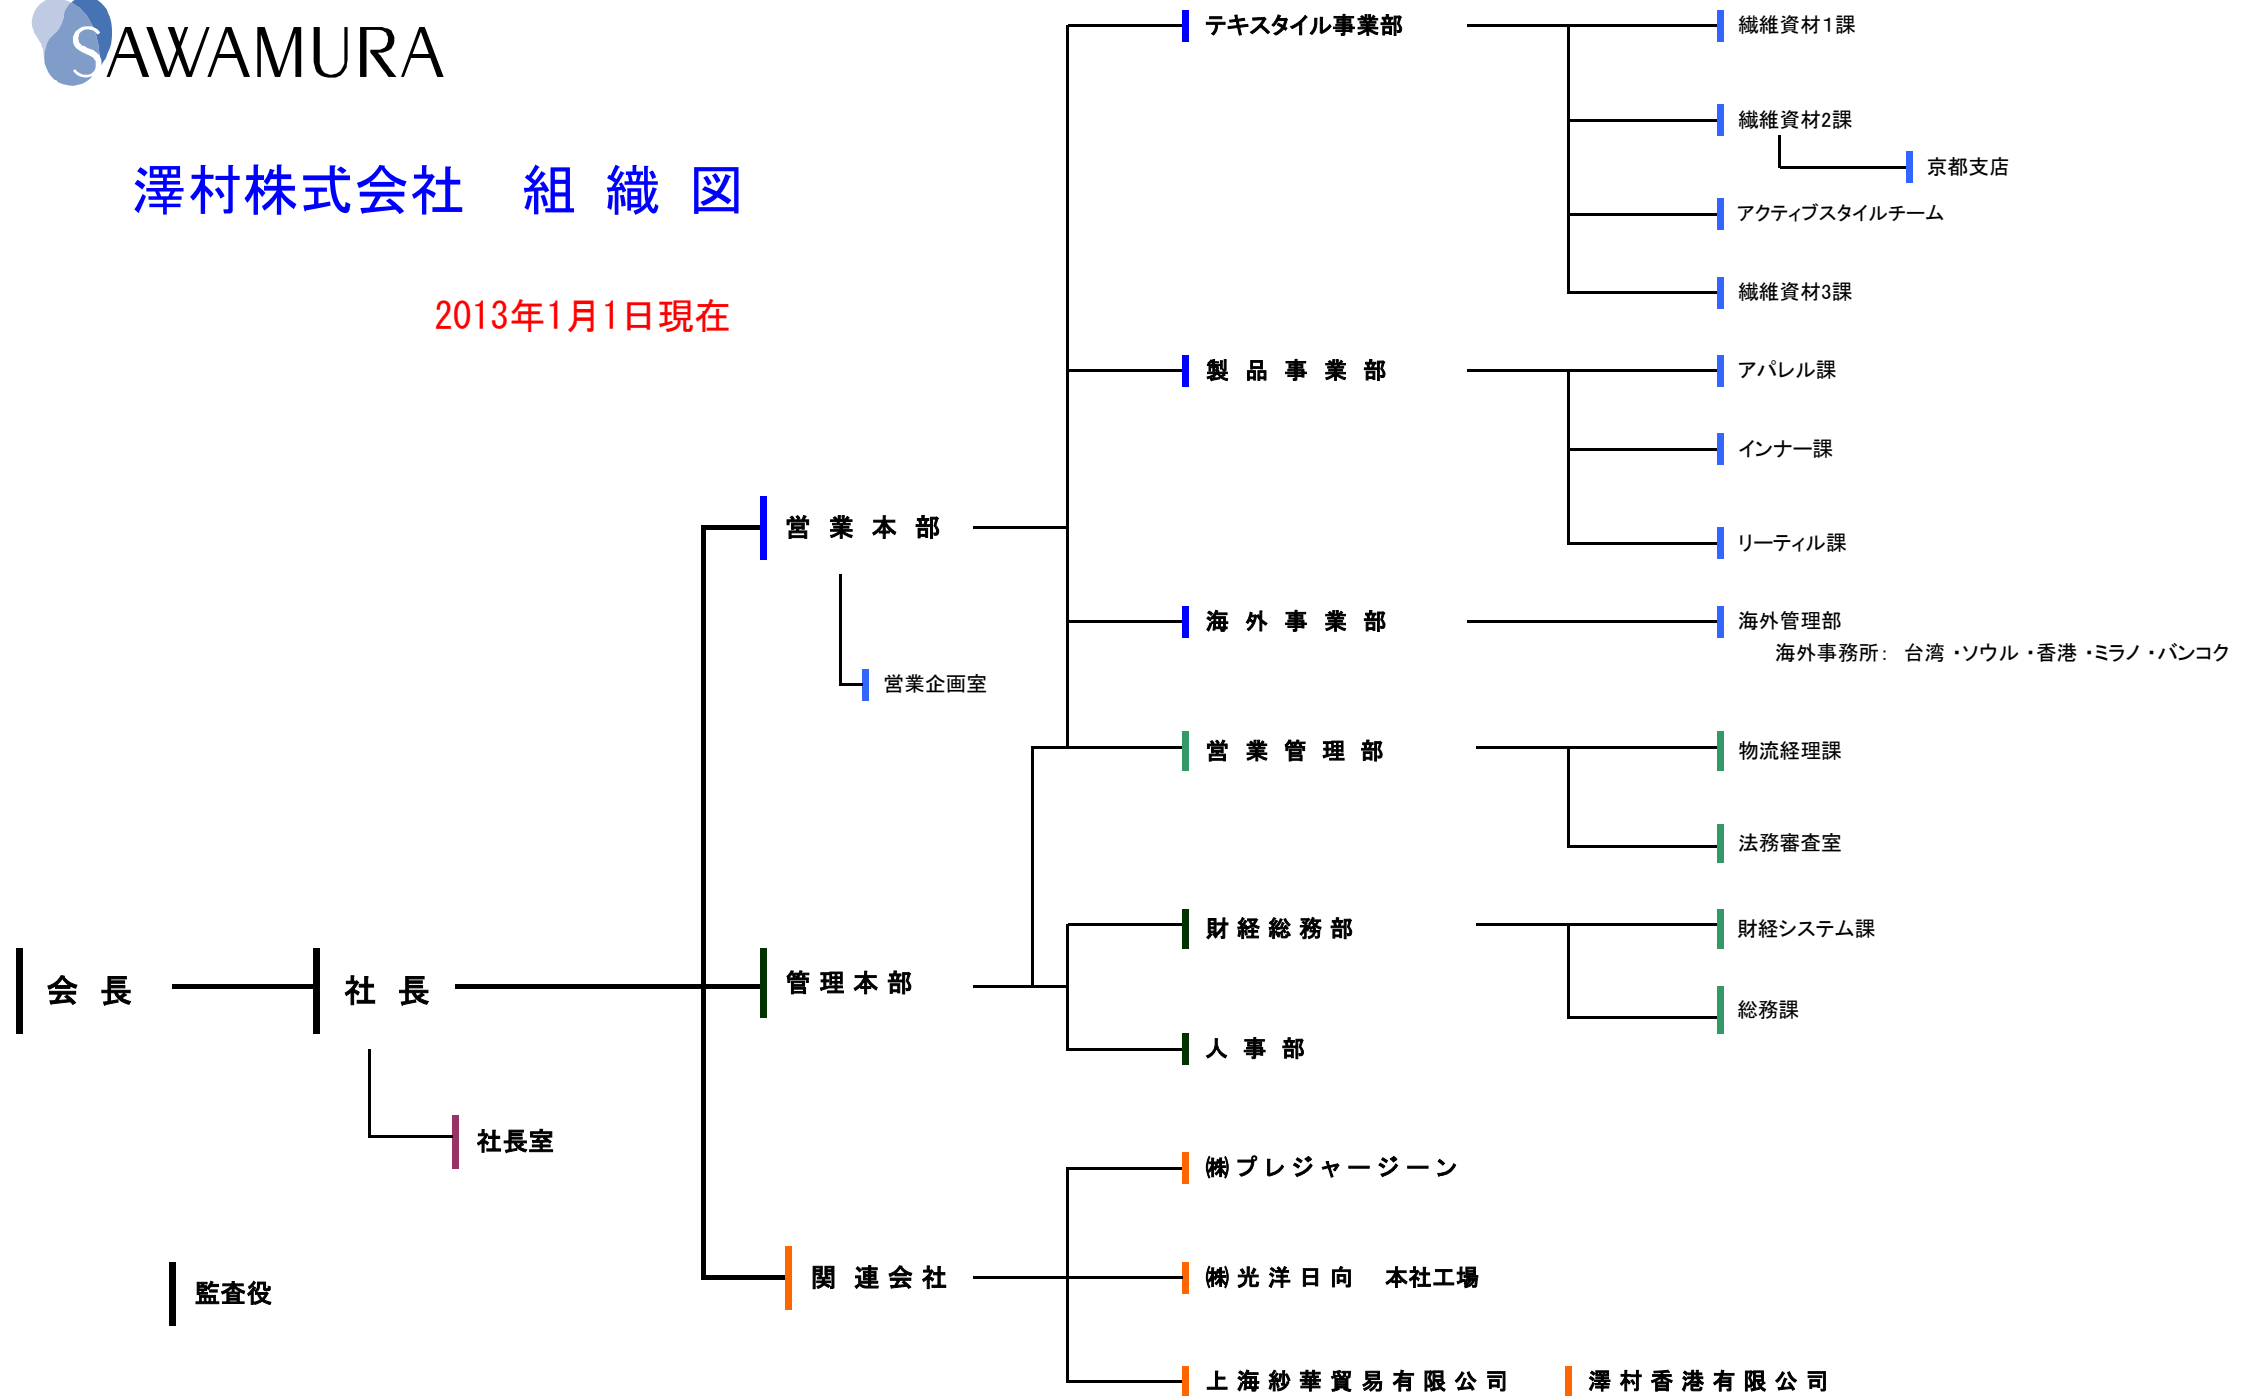 SAWAMURA
澤村株式会社　組 織 図
2013年1月1日現在
テキスタイル事業部
繊維資材１課
繊維資材2課
京都支店
アクティブスタイルチーム
繊維資材3課
製 品 事 業 部
アパレル課
インナー課
リーティル課
営 業 本 部
営業企画室
海 外 事 業 部
海外管理部
海外事務所： 台湾 ・ソウル ・香港 ・ミラノ ・バンコク
営 業 管 理 部
物流経理課
法務審査室
会 長
社 長
社長室
監査役
管 理 本 部
財 経 総 務 部
財経システム課
総務課
人 事 部
関 連 会 社
㈱ プ レ ジ ャ ー ジ ー ン
㈱ 光 洋 日 向　本社工場
上 海 紗 華 貿 易 有 限 公 司
澤 村 香 港 有 限 公 司